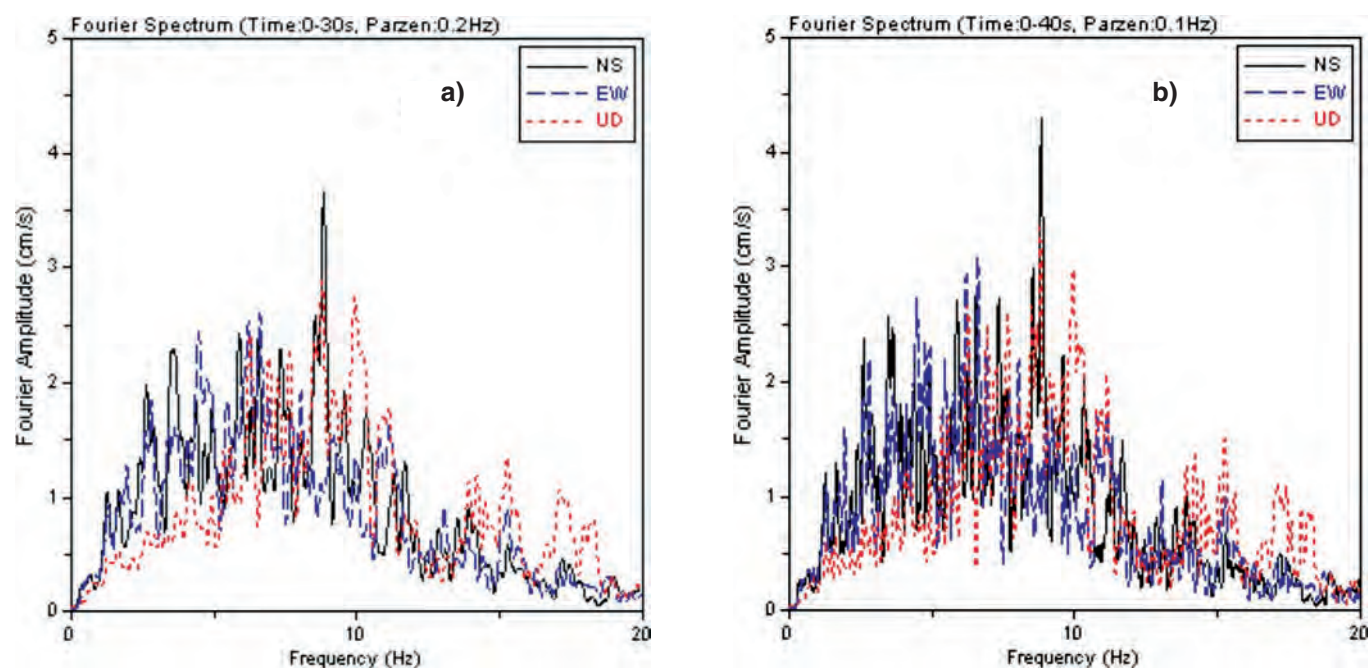 Fourier Spectrum (Time:0-30s, Parzen:0.2Hz)
5
4
3
2
1
0
Fourier Amplitude (cm/s)
a)
NS
EW
UD
0
10
20
Frequency (Hz)
Fourier Spectrum (Time:0-40s, Parzen:0.1Hz)
5
4
3
2
1
0
Fourier Amplitude (cm/s)
b)
NS
EW
UD
0
10
20
Frequency (Hz)